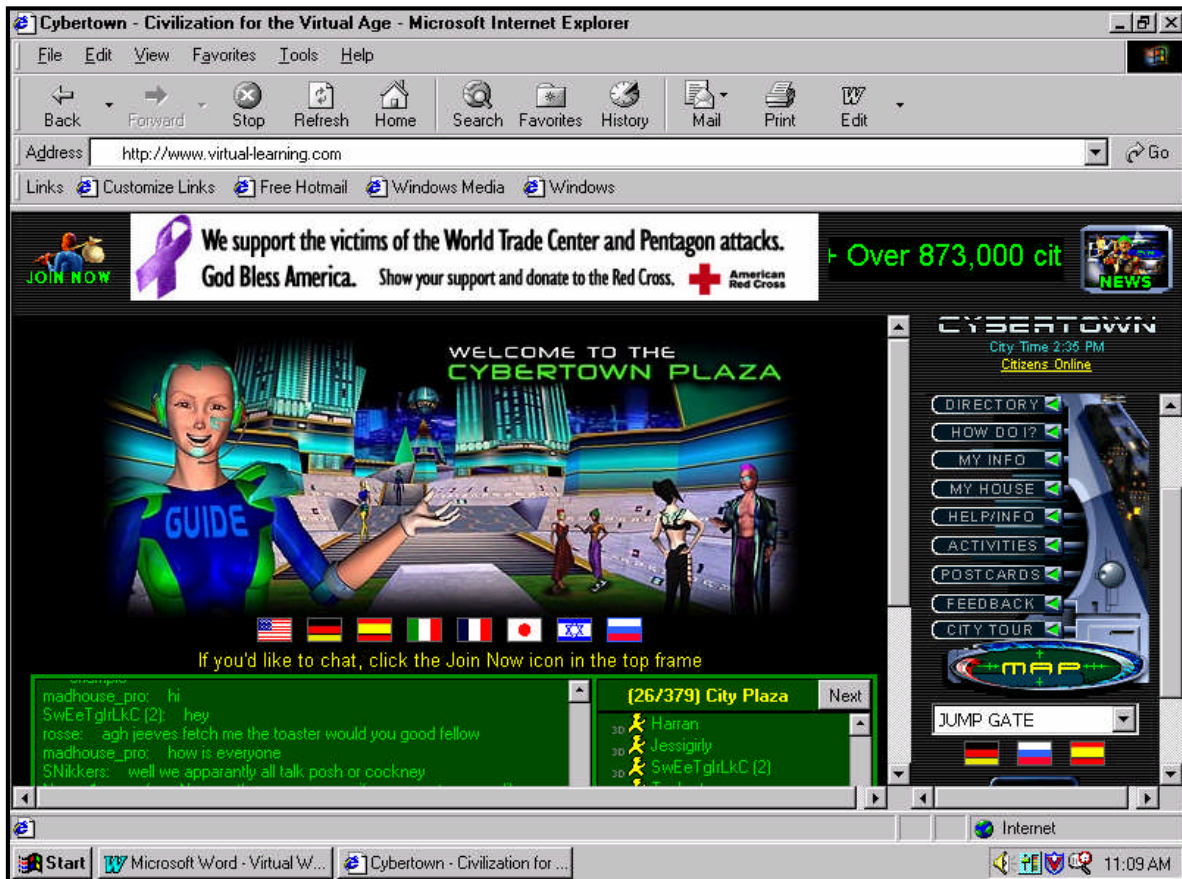 Cybertown - Civilization for the Virtual Age - Microsoft Internet Explorer
File Edit View Favorites Tools Help
Back Forward Stop Refresh Home Search Favorites History Mail Print Edit
Address http://www.virtual-learning.com Go
Links Customize Links Free Hotmail Windows Media Windows
JOIN NOW
We support the victims of the World Trade Center and Pentagon attacks.
God Bless America. Show your support and donate to the Red Cross. American Red Cross
+ Over 873,000 cit
NEWS
CYBERTOWN
City Time 2:35 PM
Citizens Online
WELCOME TO THE
CYBERTOWN PLAZA
GUIDE
DIRECTORY
HOW DO I?
MY INFO
MY HOUSE
HELP/INFO
ACTIVITIES
POSTCARDS
FEEDBACK
CITY TOUR
MAP
JUMP GATE
If you'd like to chat, click the Join Now icon in the top frame
madhouse_pro: hi
SwEeTgIrLkC (2): hey
rosse: agh jeeves fetch me the toaster would you good fellow
madhouse_pro: how is everyone
SNikkers: well we apparantly all talk posh or cockney
(26/379) City Plaza Next
3D Harran
3D Jessigirly
3D SwEeTgIrLkC (2)
Internet
Start Microsoft Word - Virtual W... Cybertown - Civilization for ... 11:09 AM